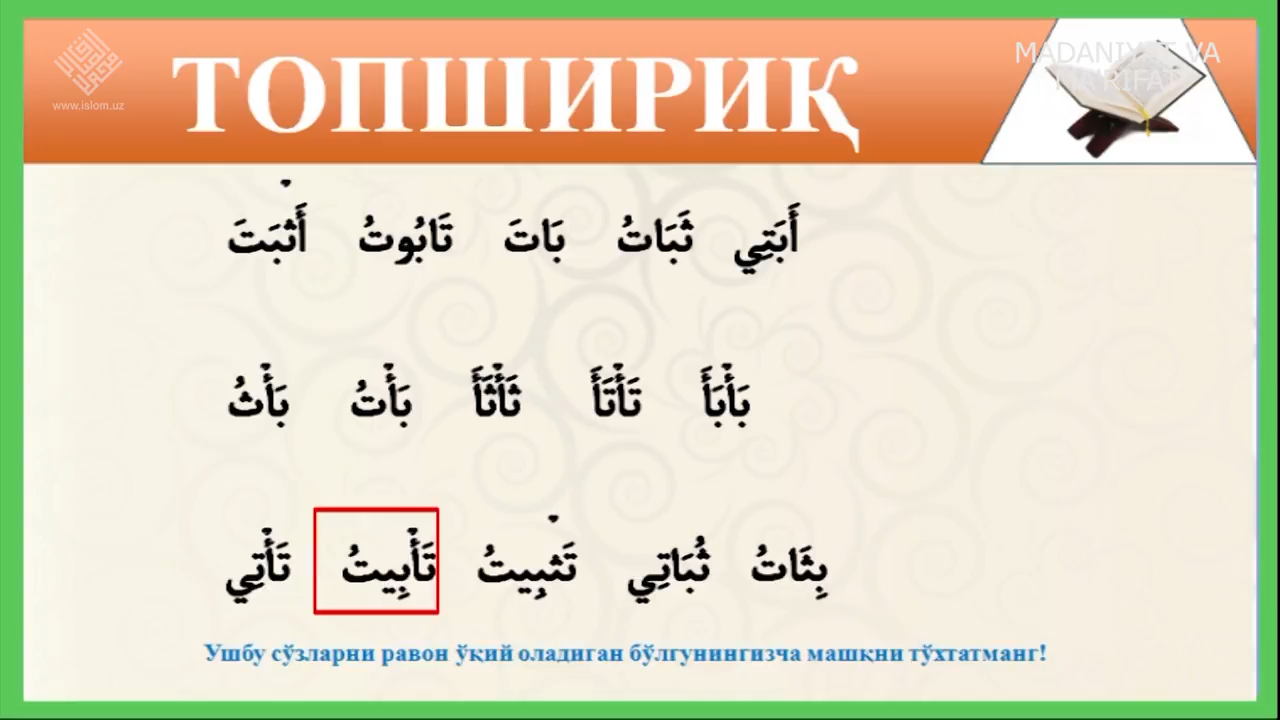 www.islom.uz
ТОПШИРИҚ
MADANIYAT VA
MA'RIFAT
أَبَتِي ثَبَاتُ بَاتَ تَابُوتُ أَثْبَتَ
بَأْبَأَ تَأْتَأَ ثَأْثَأَ بَأْتُ بَأْثُ
بِثَاتُ ثُبَاتِي تَثْبِيتُ تَأْبِيتُ تَأْتِي
Ушбу сўзларни равон ўқий оладиган бўлгунингизча машқни тўхтатманг!